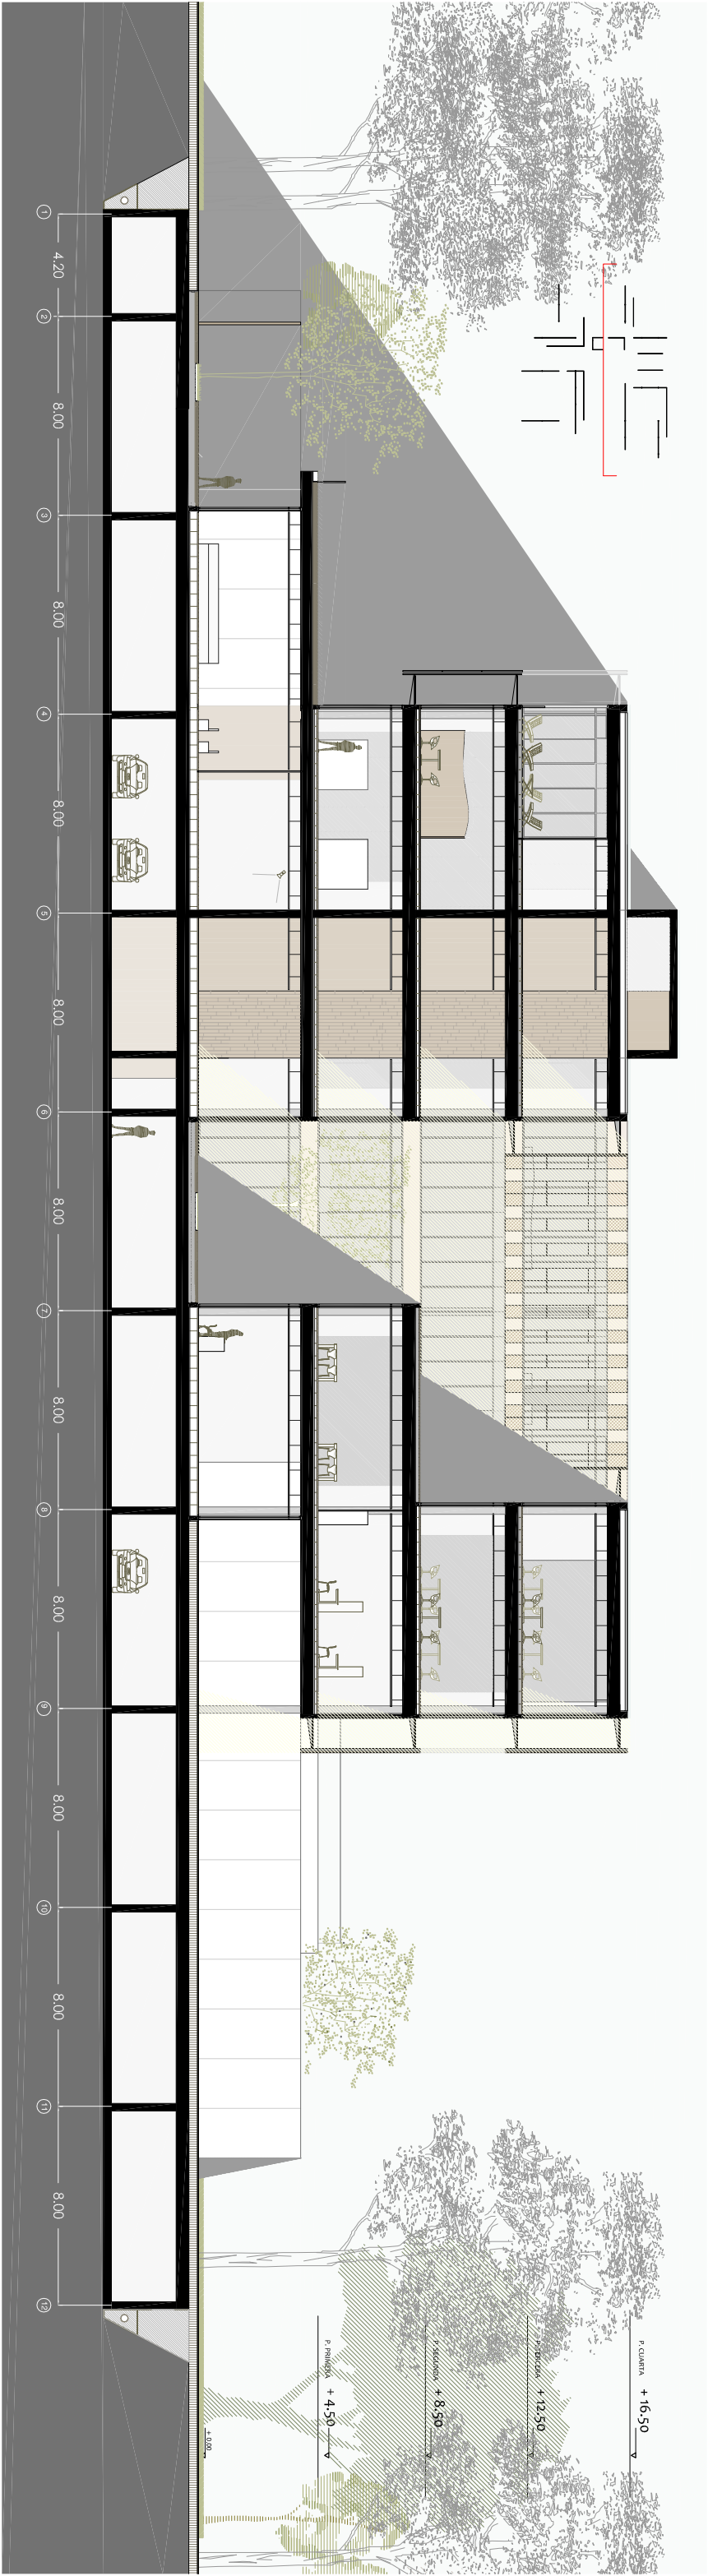 P. CUARTA + 16.50
P. TERCERA + 12.50
P. SEGUNDA + 8.50
P. PRIMERA + 4.50
+ 0.00
4.20 8.00 8.00 8.00 8.00 8.00 8.00 8.00 8.00 8.00 8.00
1 2 3 4 5 6 7 8 9 10 11 12